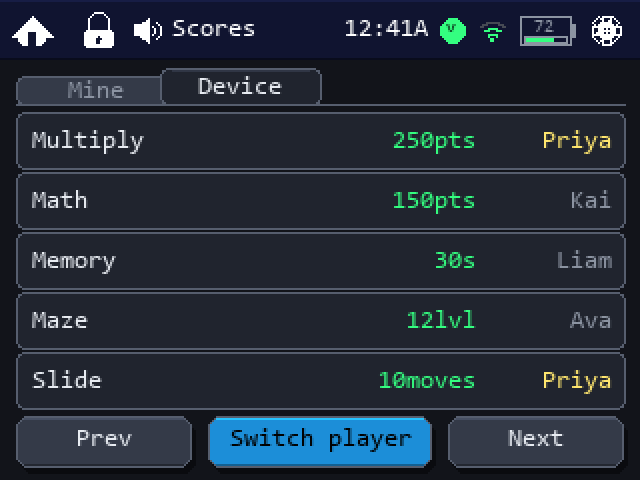 Scores 12:41A V 72
Mine Device
Multiply 250pts Priya
Math 150pts Kai
Memory 30s Liam
Maze 12lvl Ava
Slide 10moves Priya
Prev Switch player Next